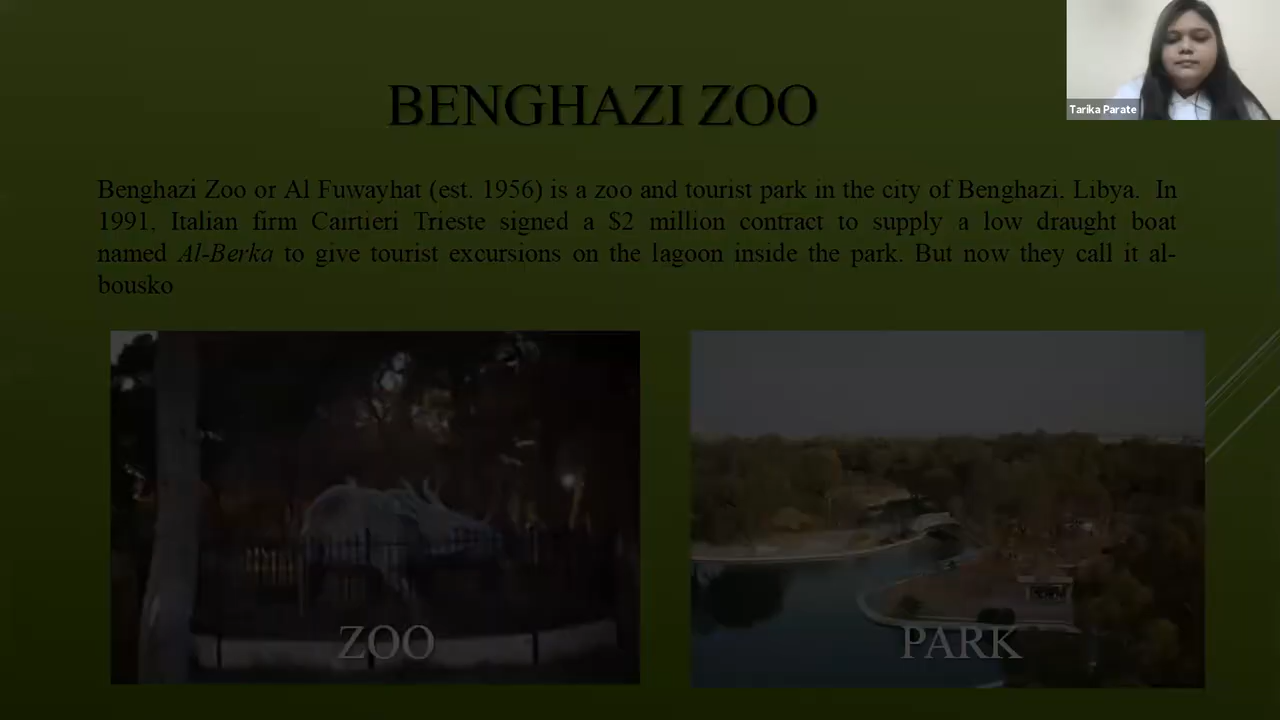 Tarika Parate
BENGHAZI ZOO
Benghazi Zoo or Al Fuwayhat (est. 1956) is a zoo and tourist park in the city of Benghazi, Libya. In
1991, Italian firm Cairtieri Trieste signed a $2 million contract to supply a low draught boat
named Al-Berka to give tourist excursions on the lagoon inside the park. But now they call it al-
bousko
ZOO
PARK